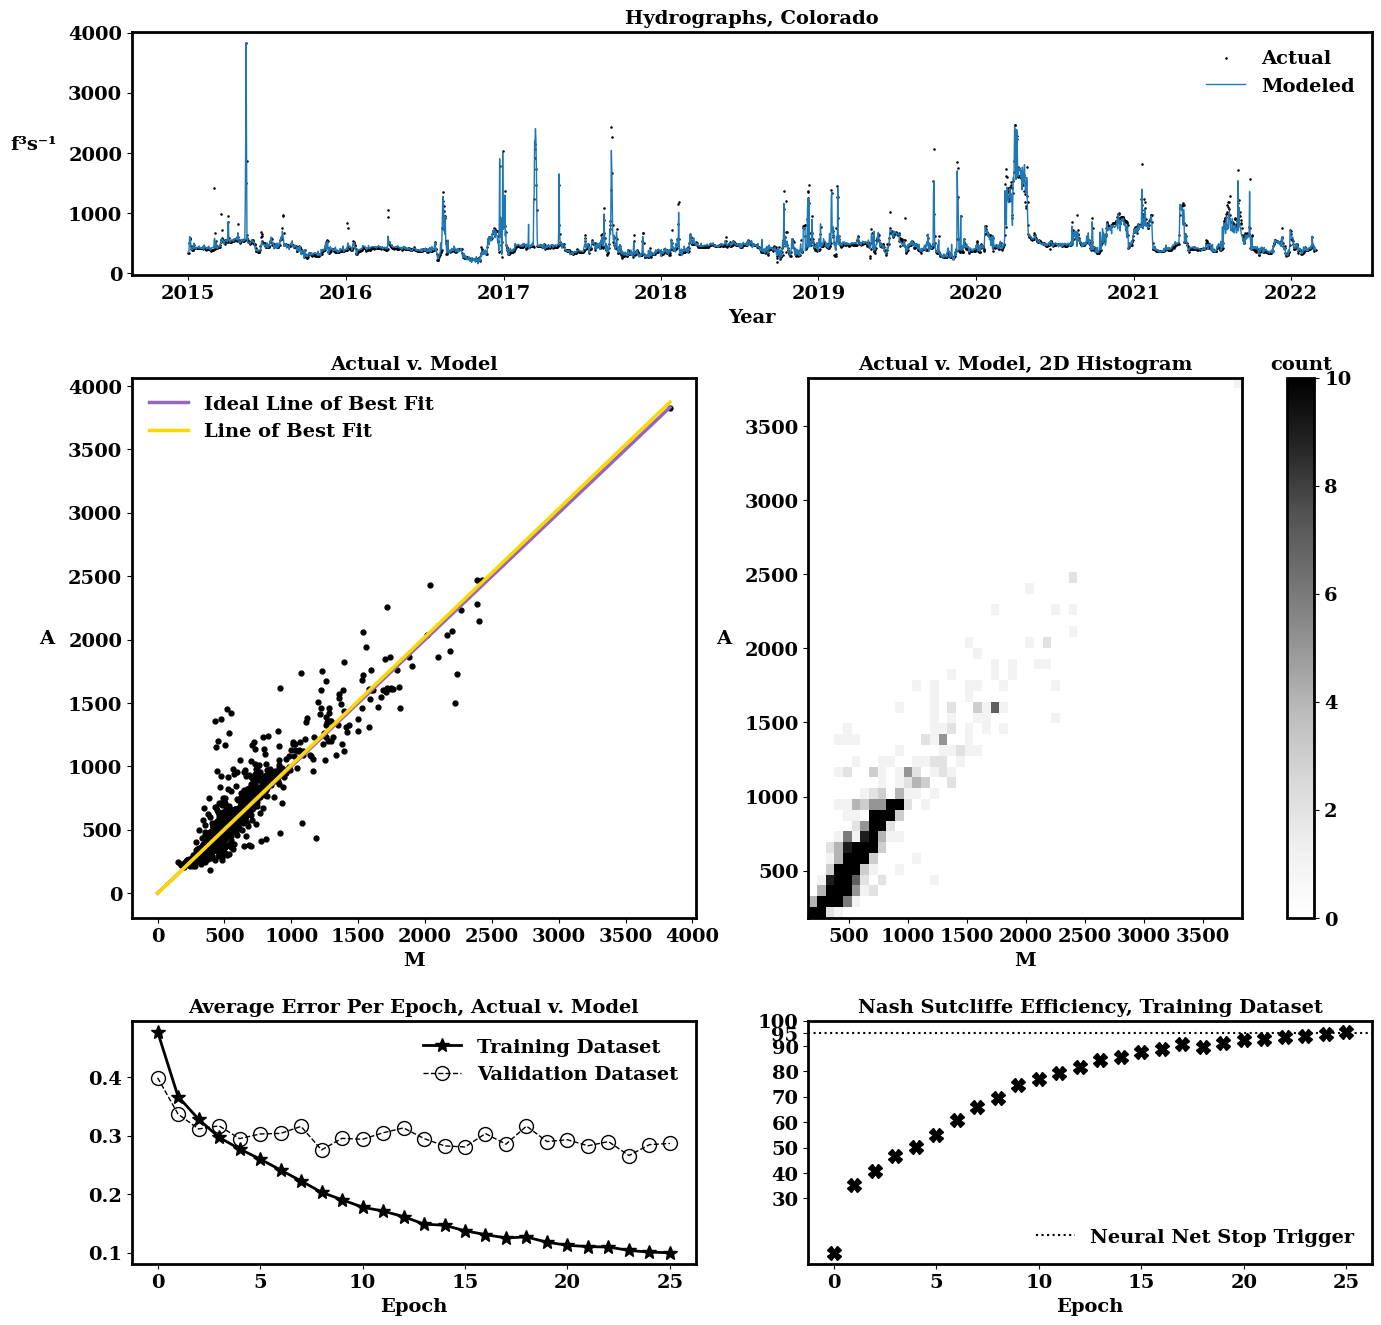 Hydrographs, Colorado
4000
3000
2000
1000
0
f³s⁻¹
Actual
Modeled
2015 2016 2017 2018 2019 2020 2021 2022
Year
Actual v. Model
4000
3500
3000
2500
2000
1500
1000
500
0
A
Ideal Line of Best Fit
Line of Best Fit
0 500 1000 1500 2000 2500 3000 3500 4000
M
Actual v. Model, 2D Histogram
3500
3000
2500
2000
1500
1000
500
A
500 1000 1500 2000 2500 3000 3500
M
count
10
8
6
4
2
0
Average Error Per Epoch, Actual v. Model
0.4
0.3
0.2
0.1
Training Dataset
Validation Dataset
0 5 10 15 20 25
Epoch
Nash Sutcliffe Efficiency, Training Dataset
100
95
90
80
70
60
50
40
30
Neural Net Stop Trigger
0 5 10 15 20 25
Epoch